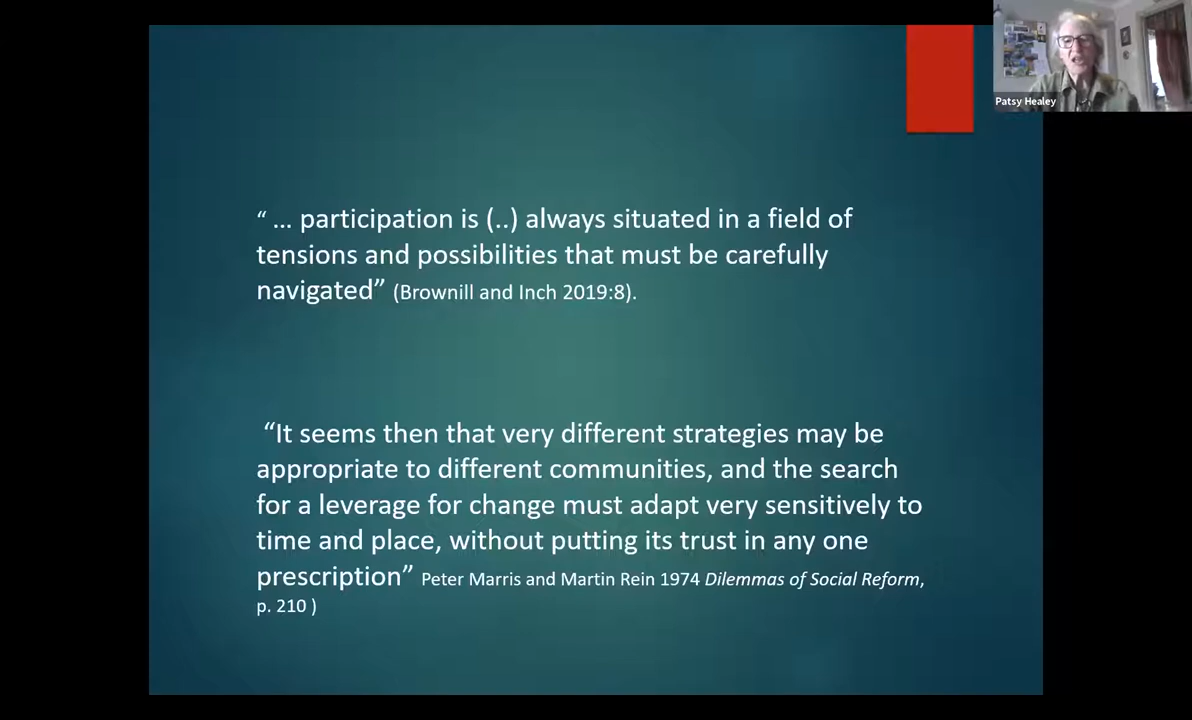 Patsy Healey
“ ... participation is (..) always situated in a field of
tensions and possibilities that must be carefully
navigated” (Brownill and Inch 2019:8).
“It seems then that very different strategies may be
appropriate to different communities, and the search
for a leverage for change must adapt very sensitively to
time and place, without putting its trust in any one
prescription” Peter Marris and Martin Rein 1974 Dilemmas of Social Reform,
p. 210 )